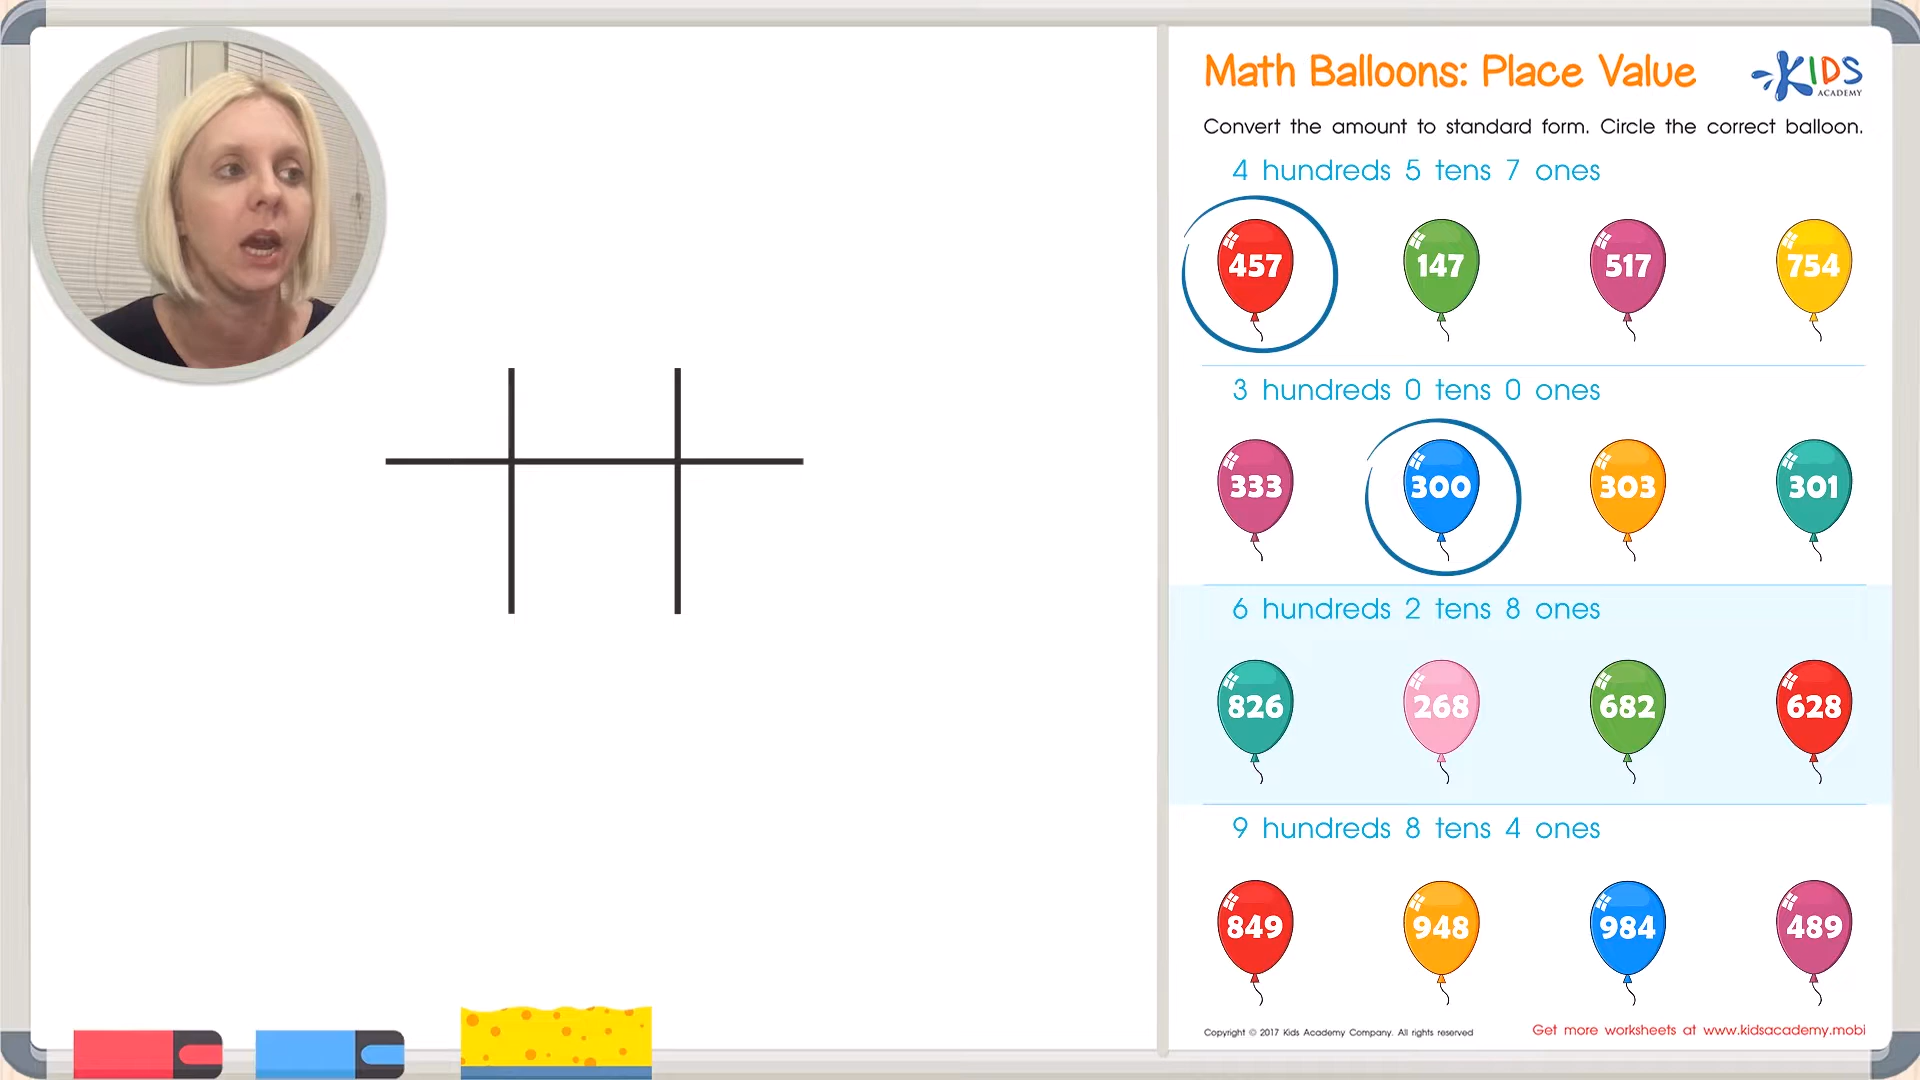 Math Balloons: Place Value
KIDS
ACADEMY
Convert the amount to standard form. Circle the correct balloon.
4 hundreds 5 tens 7 ones
457 147 517 754
3 hundreds 0 tens 0 ones
333 300 303 301
6 hundreds 2 tens 8 ones
826 268 682 628
9 hundreds 8 tens 4 ones
849 948 984 489
Copyright © 2017 Kids Academy Company. All rights reserved
Get more worksheets at www.kidsacademy.mobi